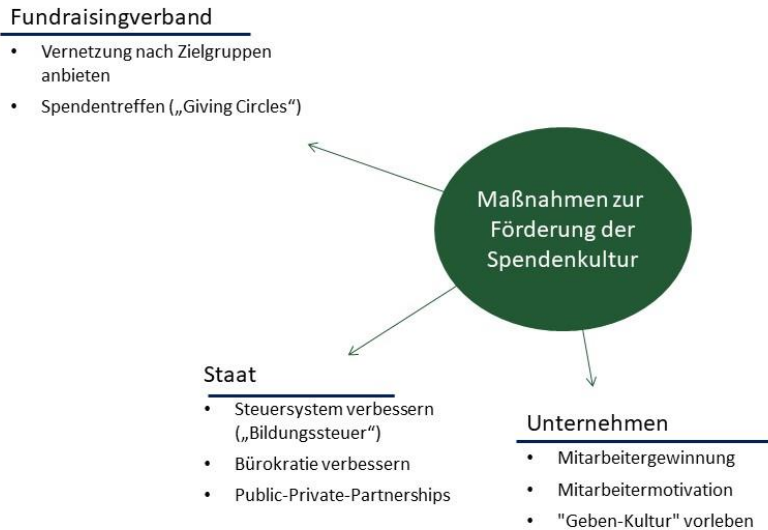 Fundraisingverband
• Vernetzung nach Zielgruppen
anbieten
• Spendentreffen („Giving Circles“)
Maßnahmen zur
Förderung der
Spendenkultur
Staat
• Steuersystem verbessern
(„Bildungssteuer“)
• Bürokratie verbessern
• Public-Private-Partnerships
Unternehmen
• Mitarbeitergewinnung
• Mitarbeitermotivation
• "Geben-Kultur" vorleben